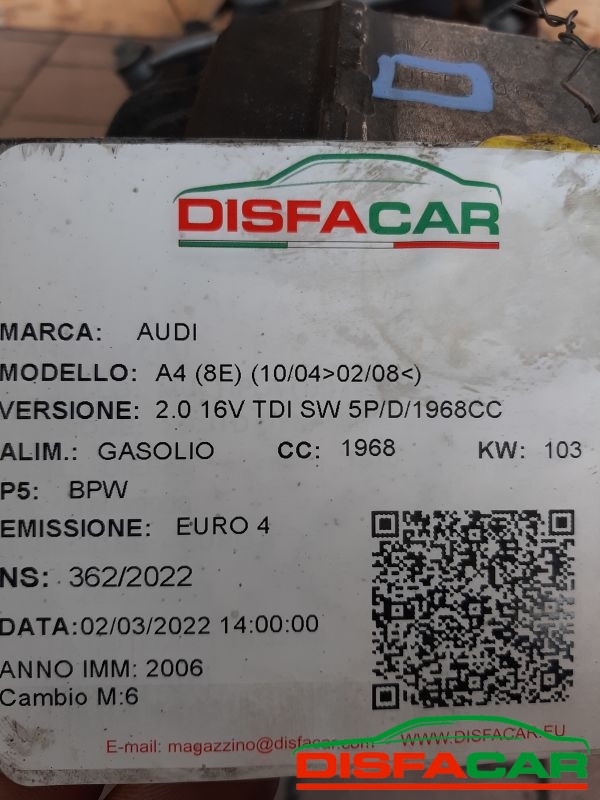 DISFACAR
MARCA: AUDI
MODELLO: A4 (8E) (10/04>02/08<)
VERSIONE: 2.0 16V TDI SW 5P/D/1968CC
ALIM.: GASOLIO CC: 1968 KW: 103
P5: BPW
EMISSIONE: EURO 4
NS: 362/2022
DATA:02/03/2022 14:00:00
ANNO IMM: 2006
Cambio M:6
E-mail: magazzino@disfacar.com WWW.DISFACAR.EU
DISFACAR